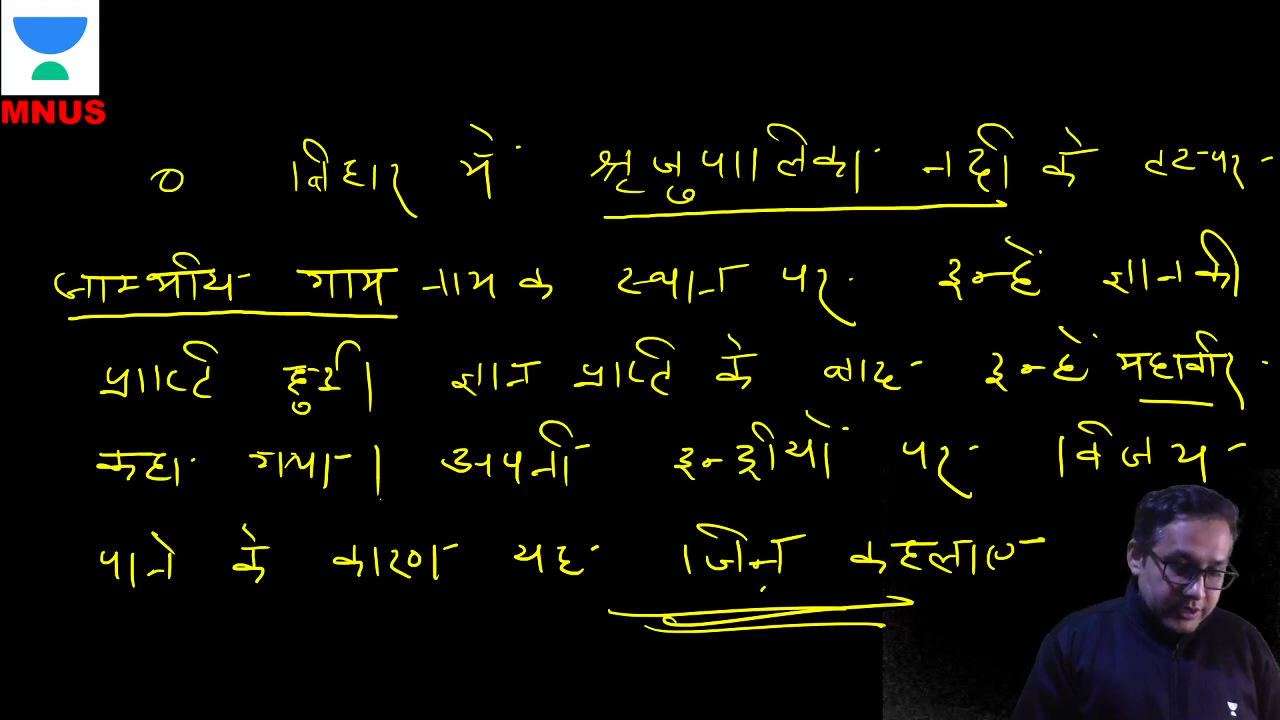 MNUS
० बिहार में ऋजुपालिका नदी के तट पर
जाम्भीय गाम नामक स्थान पर इन्हें ज्ञान की
प्राप्ति हुई। ज्ञान प्राप्ति के बाद इन्हें महावीर
कहा गया। अपनी इन्द्रीयों पर विजय
पाने के कारण यह जिन कहलाए